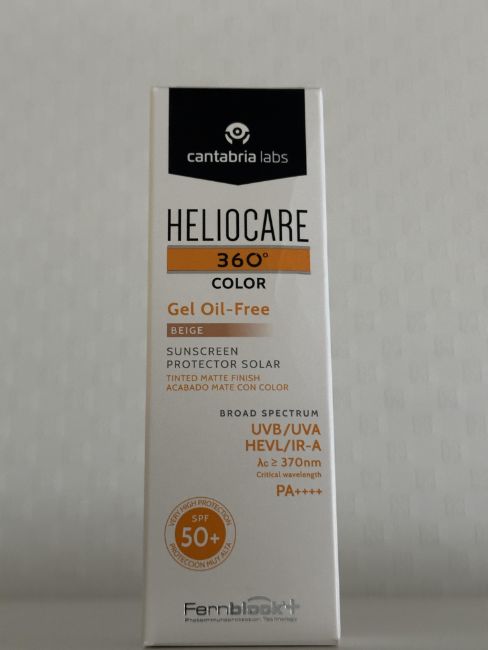 cantabria labs
HELIOCARE
360°
COLOR
Gel Oil-Free
BEIGE
SUNSCREEN
PROTECTOR SOLAR
TINTED MATTE FINISH
ACABADO MATE CON COLOR
BROAD SPECTRUM
UVB/UVA
HEVL/IR-A
λc ≥ 370nm
Critical wavelength
PA++++
VERY HIGH PROTECTION
SPF
50+
PROTECCIÓN MUY ALTA
Fernblock+
Photoimmunoprotection Technology